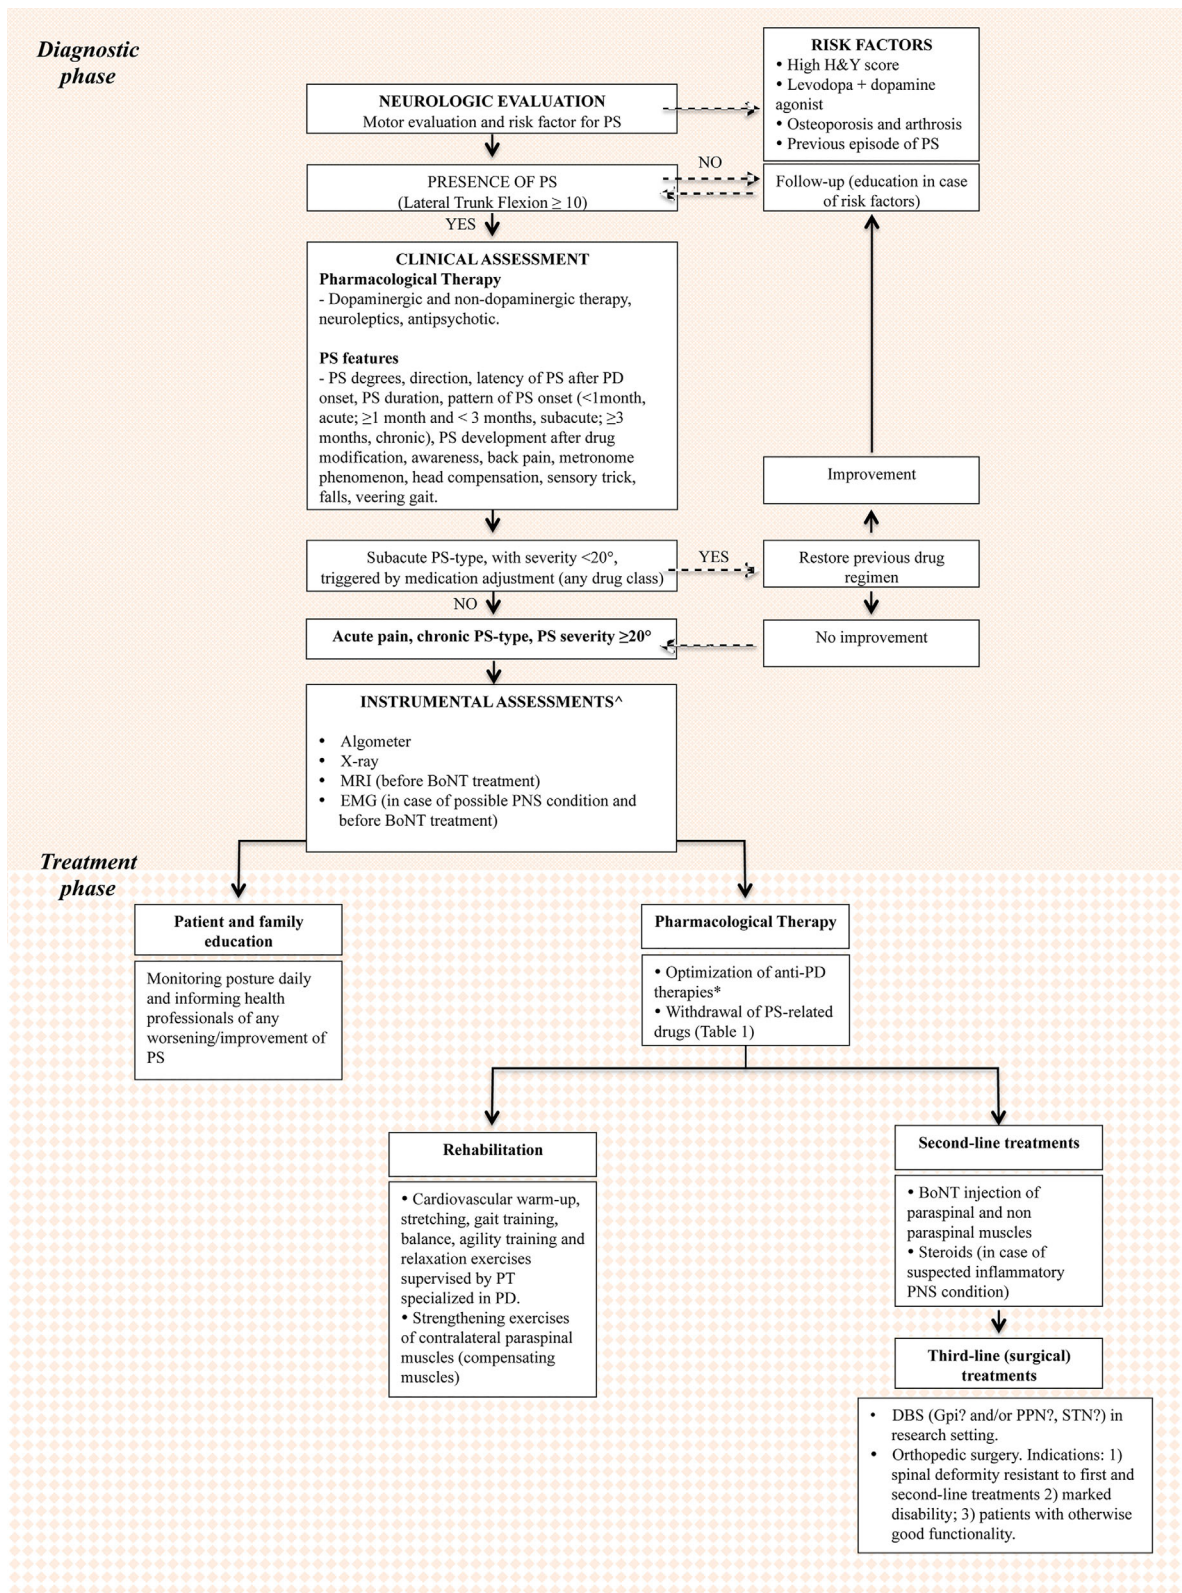 Diagnostic
phase
NEUROLOGIC EVALUATION
Motor evaluation and risk factor for PS
RISK FACTORS
• High H&Y score
• Levodopa + dopamine
agonist
• Osteoporosis and arthrosis
• Previous episode of PS
PRESENCE OF PS
(Lateral Trunk Flexion ≥ 10)
NO
Follow-up (education in case
of risk factors)
YES
CLINICAL ASSESSMENT
Pharmacological Therapy
- Dopaminergic and non-dopaminergic therapy,
neuroleptics, antipsychotic.
PS features
- PS degrees, direction, latency of PS after PD
onset, PS duration, pattern of PS onset (<1month,
acute; ≥1 month and < 3 months, subacute; ≥3
months, chronic), PS development after drug
modification, awareness, back pain, metronome
phenomenon, head compensation, sensory trick,
falls, veering gait.
Improvement
Subacute PS-type, with severity <20°,
triggered by medication adjustment (any drug class)
YES
Restore previous drug
regimen
NO
Acute pain, chronic PS-type, PS severity ≥20°
No improvement
INSTRUMENTAL ASSESSMENTS^
• Algometer
• X-ray
• MRI (before BoNT treatment)
• EMG (in case of possible PNS condition and
before BoNT treatment)
Treatment
phase
Patient and family
education
Monitoring posture daily
and informing health
professionals of any
worsening/improvement of
PS
Pharmacological Therapy
• Optimization of anti-PD
therapies*
• Withdrawal of PS-related
drugs (Table 1)
Rehabilitation
• Cardiovascular warm-up,
stretching, gait training,
balance, agility training and
relaxation exercises
supervised by PT
specialized in PD.
• Strengthening exercises
of contralateral paraspinal
muscles (compensating
muscles)
Second-line treatments
• BoNT injection of
paraspinal and non
paraspinal muscles
• Steroids (in case of
suspected inflammatory
PNS condition)
Third-line (surgical)
treatments
• DBS (Gpi? and/or PPN?, STN?) in
research setting.
• Orthopedic surgery. Indications: 1)
spinal deformity resistant to first and
second-line treatments 2) marked
disability; 3) patients with otherwise
good functionality.